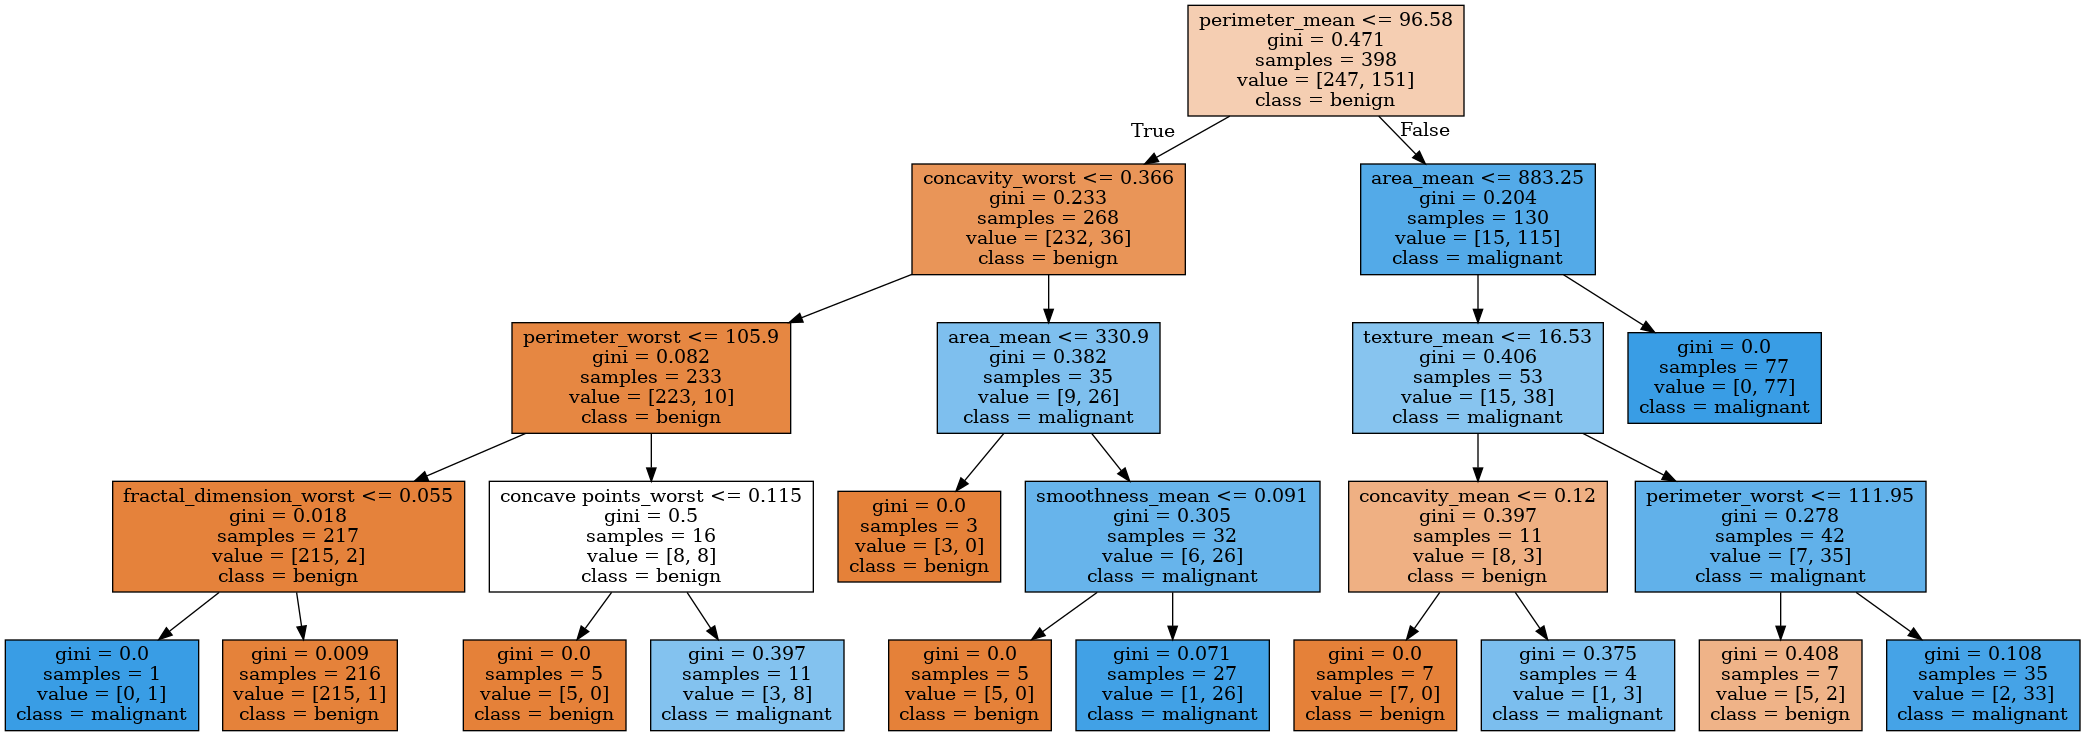 perimeter_mean <= 96.58
gini = 0.471
samples = 398
value = [247, 151]
class = benign
True
False
concavity_worst <= 0.366
gini = 0.233
samples = 268
value = [232, 36]
class = benign
area_mean <= 883.25
gini = 0.204
samples = 130
value = [15, 115]
class = malignant
perimeter_worst <= 105.9
gini = 0.082
samples = 233
value = [223, 10]
class = benign
area_mean <= 330.9
gini = 0.382
samples = 35
value = [9, 26]
class = malignant
texture_mean <= 16.53
gini = 0.406
samples = 53
value = [15, 38]
class = malignant
gini = 0.0
samples = 77
value = [0, 77]
class = malignant
fractal_dimension_worst <= 0.055
gini = 0.018
samples = 217
value = [215, 2]
class = benign
concave points_worst <= 0.115
gini = 0.5
samples = 16
value = [8, 8]
class = benign
gini = 0.0
samples = 3
value = [3, 0]
class = benign
smoothness_mean <= 0.091
gini = 0.305
samples = 32
value = [6, 26]
class = malignant
concavity_mean <= 0.12
gini = 0.397
samples = 11
value = [8, 3]
class = benign
perimeter_worst <= 111.95
gini = 0.278
samples = 42
value = [7, 35]
class = malignant
gini = 0.0
samples = 1
value = [0, 1]
class = malignant
gini = 0.009
samples = 216
value = [215, 1]
class = benign
gini = 0.0
samples = 5
value = [5, 0]
class = benign
gini = 0.397
samples = 11
value = [3, 8]
class = malignant
gini = 0.0
samples = 5
value = [5, 0]
class = benign
gini = 0.071
samples = 27
value = [1, 26]
class = malignant
gini = 0.0
samples = 7
value = [7, 0]
class = benign
gini = 0.375
samples = 4
value = [1, 3]
class = malignant
gini = 0.408
samples = 7
value = [5, 2]
class = benign
gini = 0.108
samples = 35
value = [2, 33]
class = malignant